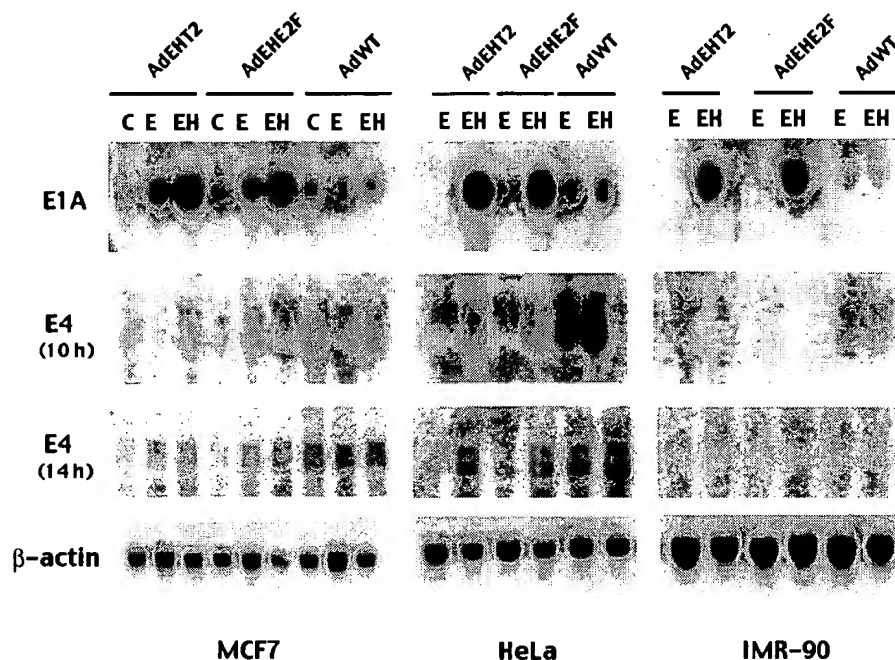 AdEHT2 AdEHE2F AdWT AdEHT2 AdEHE2F AdWT AdEHT2 AdEHE2F AdWT
C E EH C E EH C E EH E EH E EH E EH E EH E EH E EH
E1A
E4
(10 h)
E4
(14 h)
β-actin
MCF7 HeLa IMR-90